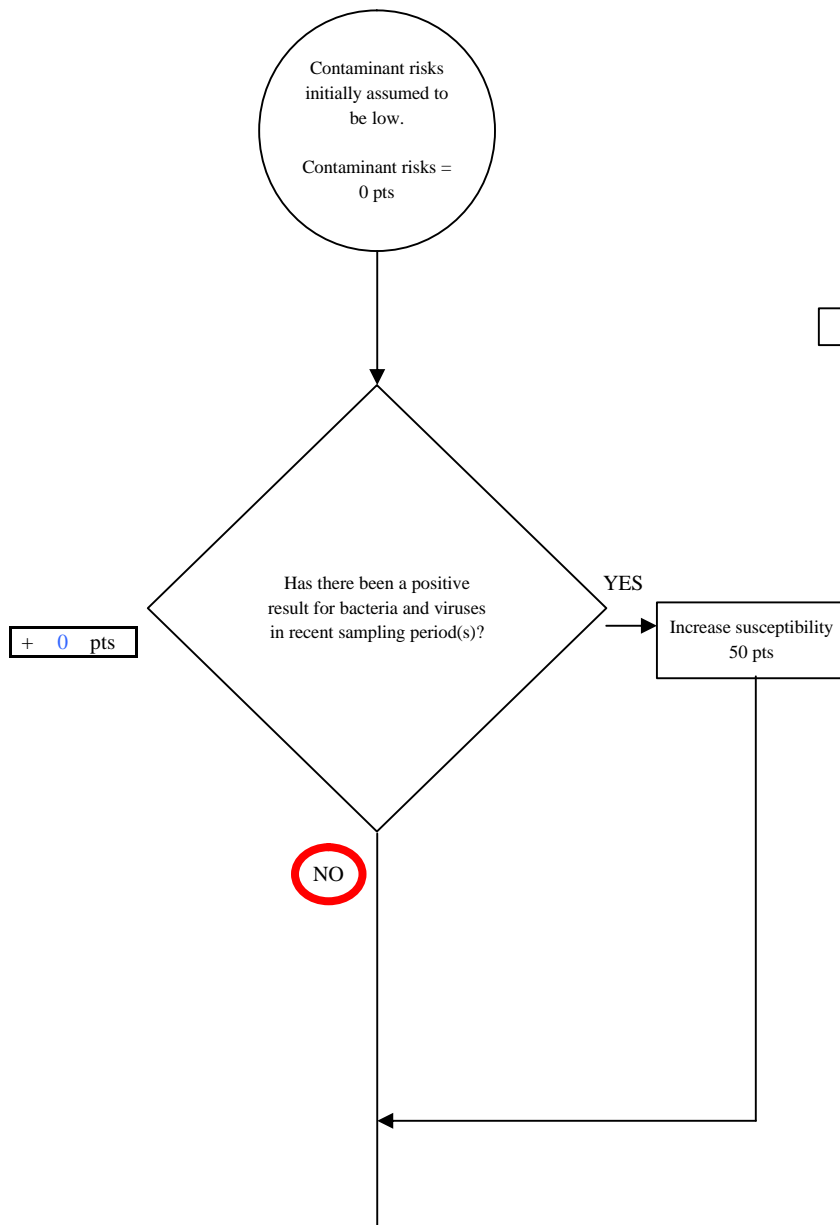 Contaminant risks
initially assumed to
be low.
Contaminant risks =
0 pts
Has there been a positive
result for bacteria and viruses
in recent sampling period(s)?
YES
Increase susceptibility
50 pts
+ 0 pts
NO